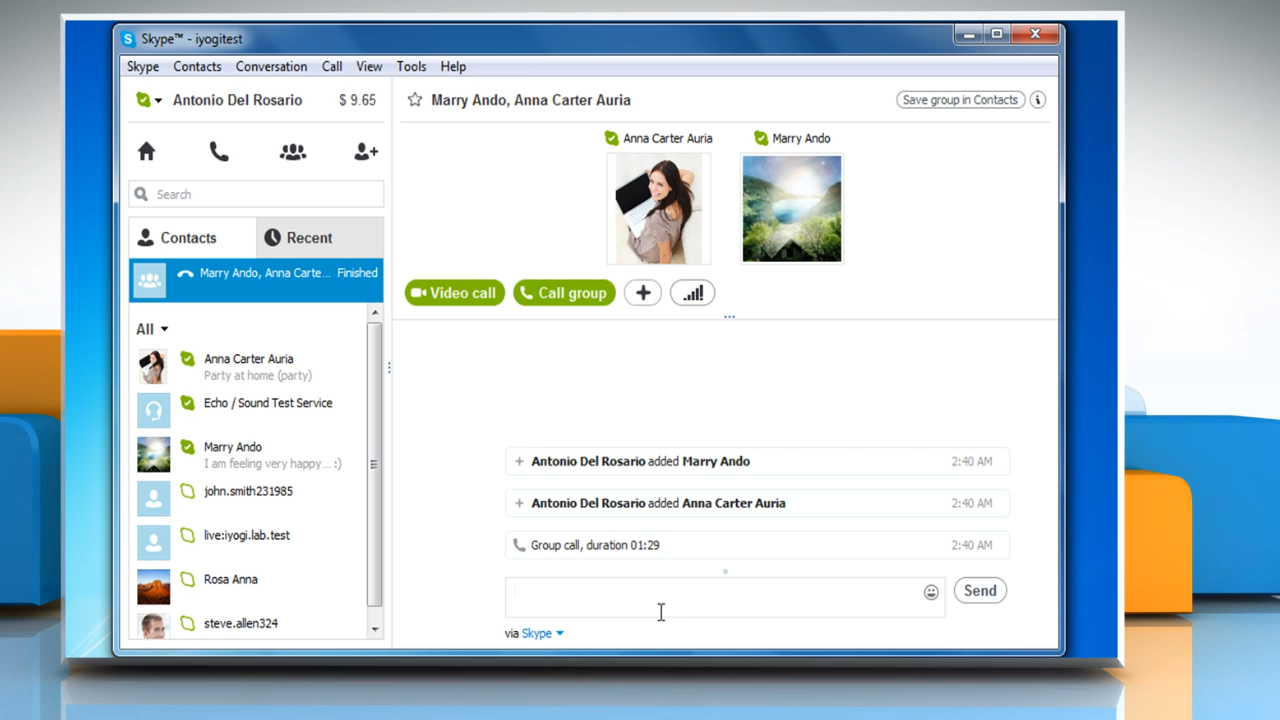 Skype™ - iyogitest
Skype Contacts Conversation Call View Tools Help
Antonio Del Rosario $ 9.65
Search
Contacts Recent
Marry Ando, Anna Carte... Finished
All
Anna Carter Auria
Party at home (party)
Echo / Sound Test Service
Marry Ando
I am feeling very happy... :)
john.smith231985
live:iyogi.lab.test
Rosa Anna
steve.allen324
Marry Ando, Anna Carter Auria
Save group in Contacts
Anna Carter Auria Marry Ando
Video call Call group
Antonio Del Rosario added Marry Ando 2:40 AM
Antonio Del Rosario added Anna Carter Auria 2:40 AM
Group call, duration 01:29 2:40 AM
Send
via Skype